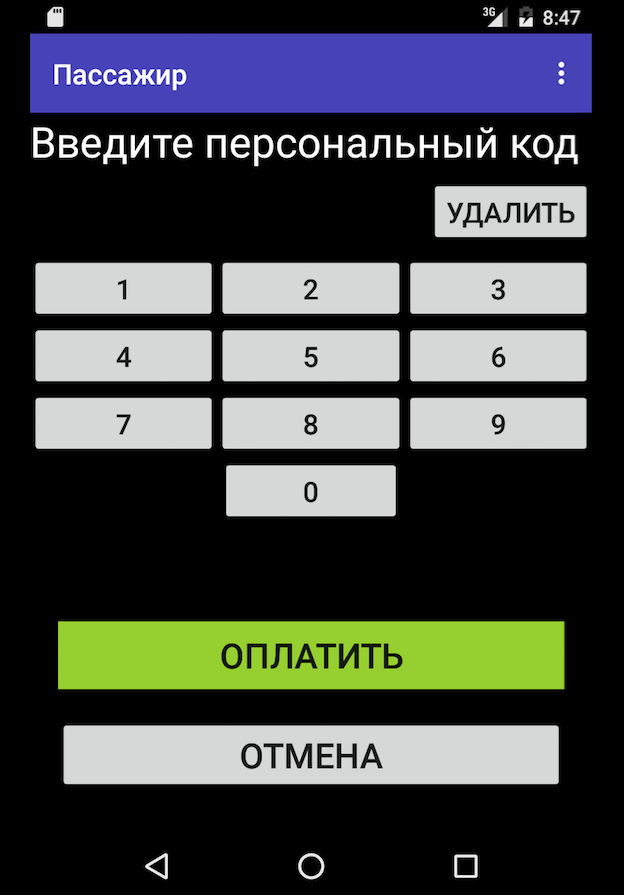 3G 8:47
Пассажир
Введите персональный код
УДАЛИТЬ
1 2 3
4 5 6
7 8 9
0
ОПЛАТИТЬ
ОТМЕНА